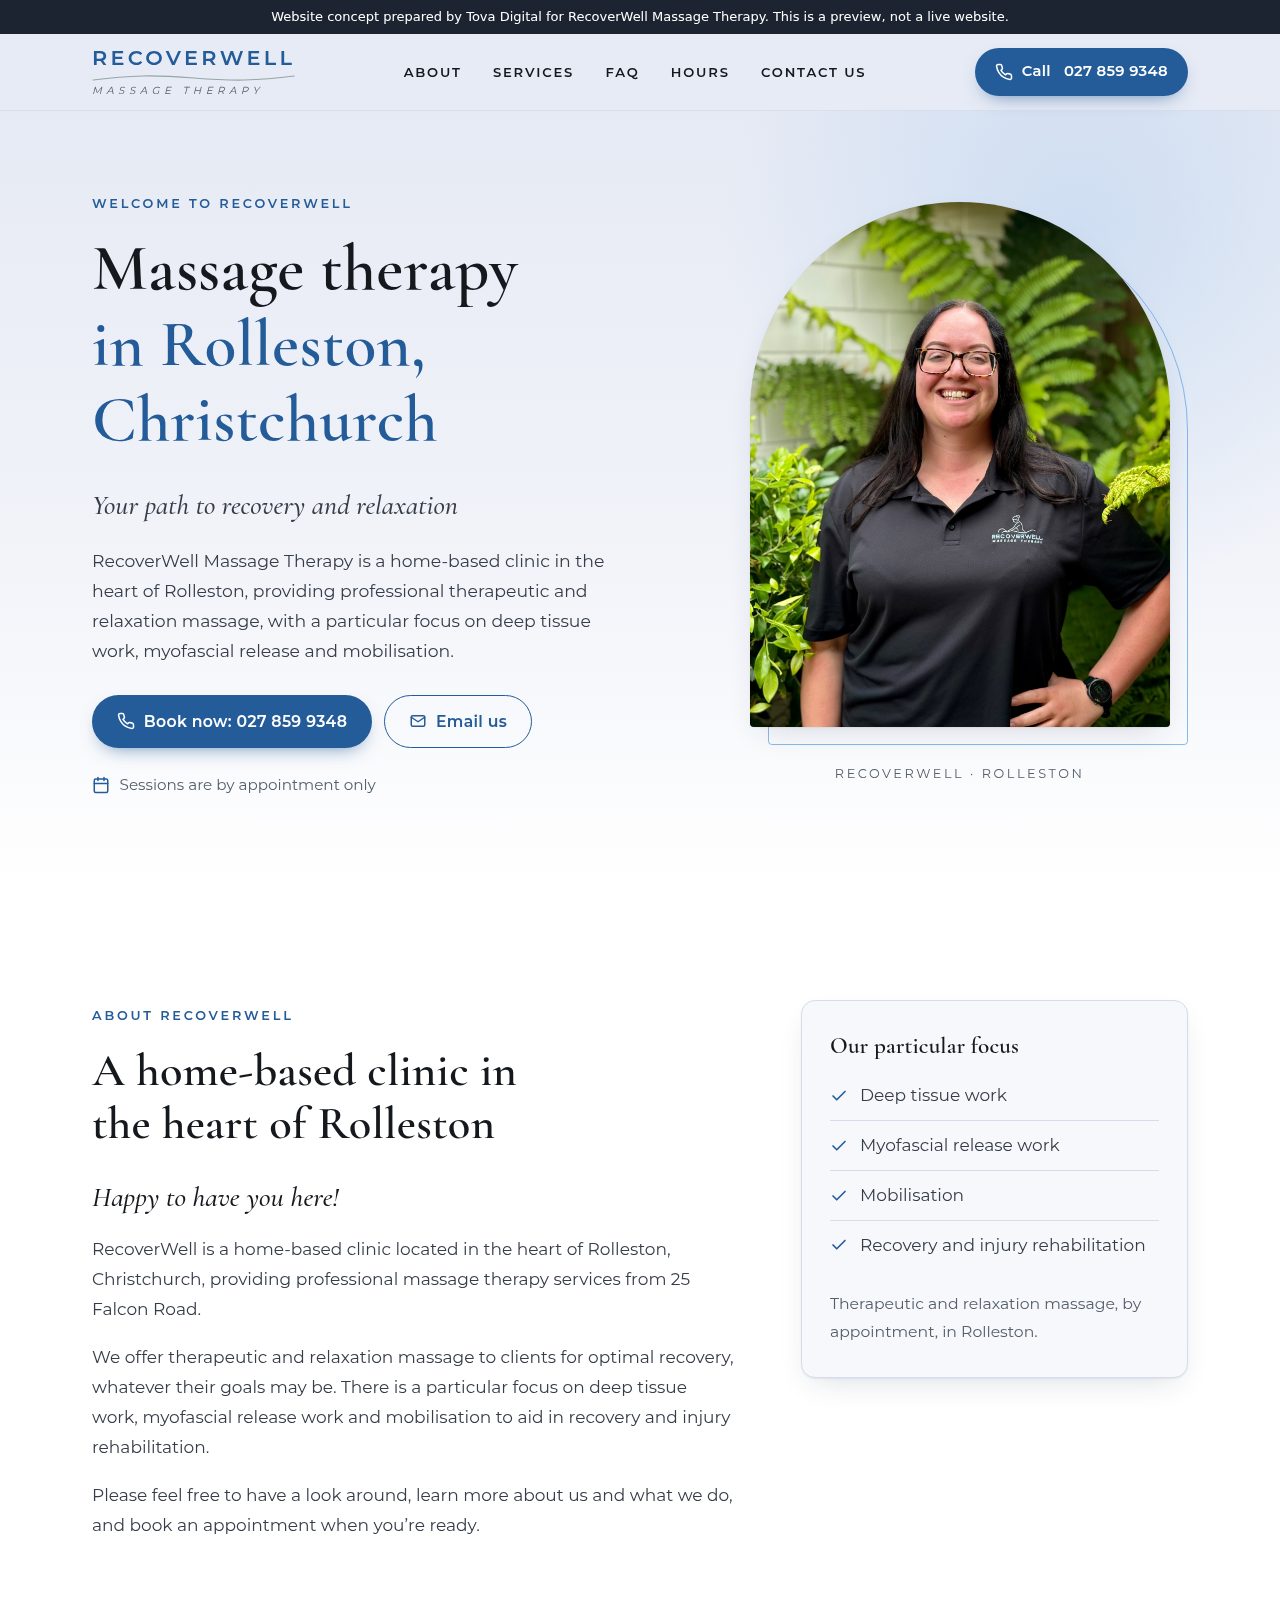 Website concept prepared by Tova Digital for RecoverWell Massage Therapy. This is a preview, not a live website.
RECOVERWELL
MASSAGE THERAPY
ABOUT SERVICES FAQ HOURS CONTACT US
Call 027 859 9348
WELCOME TO RECOVERWELL
Massage therapy
in Rolleston,
Christchurch
Your path to recovery and relaxation
RecoverWell Massage Therapy is a home-based clinic in the
heart of Rolleston, providing professional therapeutic and
relaxation massage, with a particular focus on deep tissue
work, myofascial release and mobilisation.
Book now: 027 859 9348
Email us
Sessions are by appointment only
RECOVERWELL
MASSAGE THERAPY
RECOVERWELL · ROLLESTON
ABOUT RECOVERWELL
A home-based clinic in
the heart of Rolleston
Happy to have you here!
RecoverWell is a home-based clinic located in the heart of Rolleston,
Christchurch, providing professional massage therapy services from 25
Falcon Road.
We offer therapeutic and relaxation massage to clients for optimal recovery,
whatever their goals may be. There is a particular focus on deep tissue
work, myofascial release work and mobilisation to aid in recovery and injury
rehabilitation.
Please feel free to have a look around, learn more about us and what we do,
and book an appointment when you’re ready.
Our particular focus
Deep tissue work
Myofascial release work
Mobilisation
Recovery and injury rehabilitation
Therapeutic and relaxation massage, by
appointment, in Rolleston.